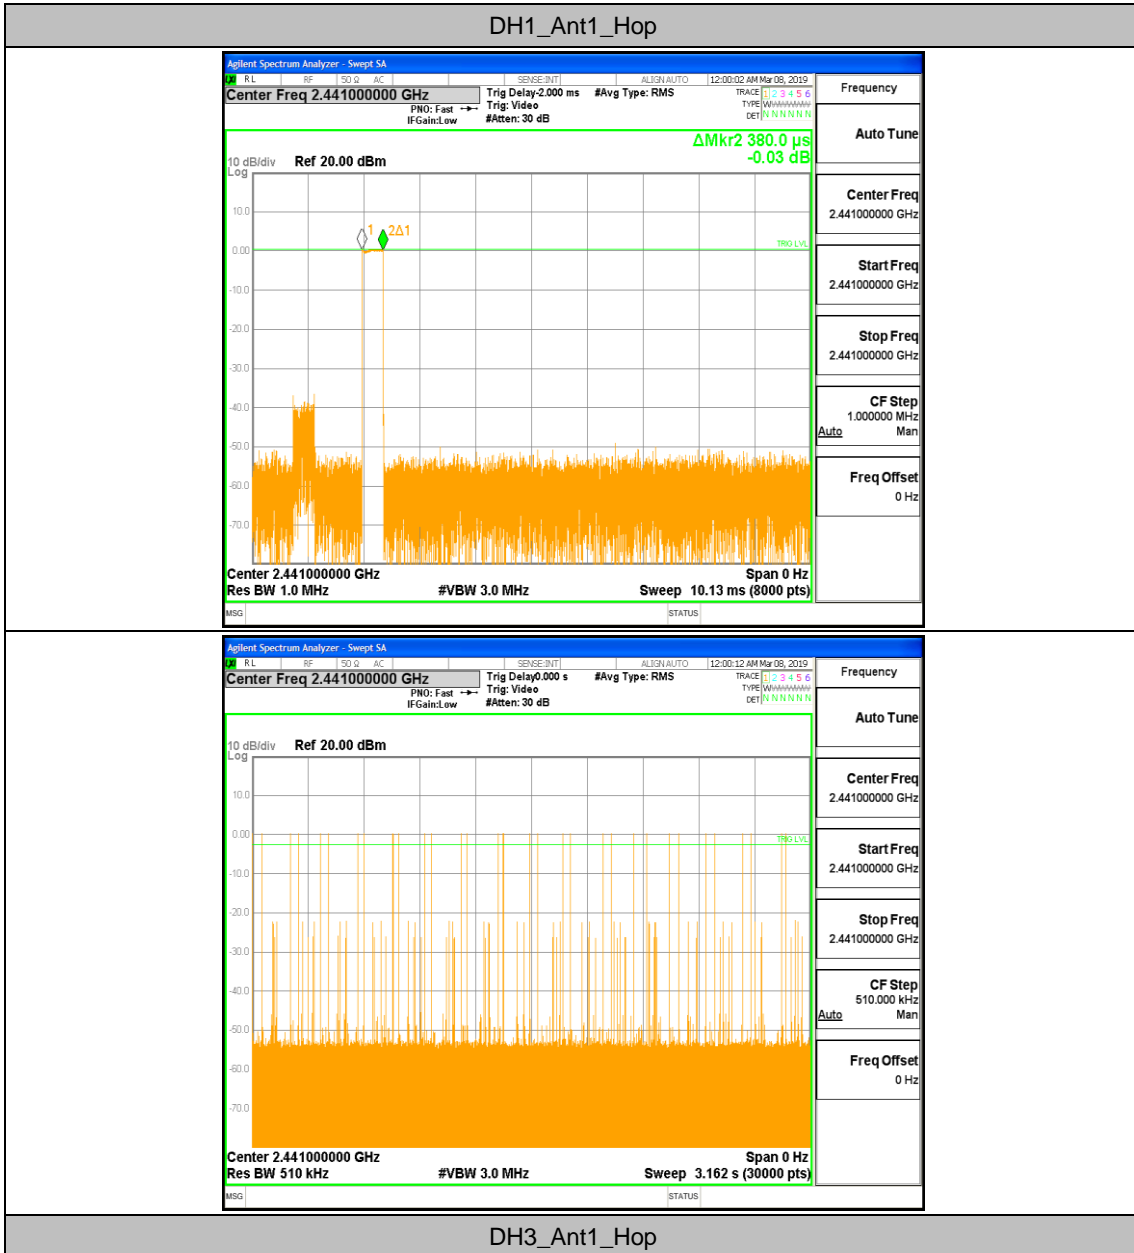 DH1_Ant1_Hop
Agilent Spectrum Analyzer - Swept SA
RL RF 50 Ω AC SENSE:INT ALIGN AUTO 12:00:02 AM Mar 08, 2019
Center Freq 2.441000000 GHz
PNO: Fast
IFGain:Low
Trig Delay-2.000 ms
Trig: Video
#Atten: 30 dB
#Avg Type: RMS
TRACE 1 2 3 4 5 6
TYPE W
DET N N N N N N
ΔMkr2 380.0 µs
-0.03 dB
10 dB/div
Log
Ref 20.00 dBm
10.0
0.00
-10.0
-20.0
-30.0
-40.0
-50.0
-60.0
-70.0
1
2Δ1
TRIG LVL
Center 2.441000000 GHz
Span 0 Hz
Res BW 1.0 MHz
#VBW 3.0 MHz
Sweep 10.13 ms (8000 pts)
MSG
STATUS
Frequency
Auto Tune
Center Freq
2.441000000 GHz
Start Freq
2.441000000 GHz
Stop Freq
2.441000000 GHz
CF Step
1.000000 MHz
Auto Man
Freq Offset
0 Hz
Agilent Spectrum Analyzer - Swept SA
RL RF 50 Ω AC SENSE:INT ALIGN AUTO 12:00:12 AM Mar 08, 2019
Center Freq 2.441000000 GHz
PNO: Fast
IFGain:Low
Trig Delay0.000 s
Trig: Video
#Atten: 30 dB
#Avg Type: RMS
TRACE 1 2 3 4 5 6
TYPE W
DET N N N N N N
10 dB/div
Log
Ref 20.00 dBm
10.0
0.00
-10.0
-20.0
-30.0
-40.0
-50.0
-60.0
-70.0
TRIG LVL
Center 2.441000000 GHz
Span 0 Hz
Res BW 510 kHz
#VBW 3.0 MHz
Sweep 3.162 s (30000 pts)
MSG
STATUS
Frequency
Auto Tune
Center Freq
2.441000000 GHz
Start Freq
2.441000000 GHz
Stop Freq
2.441000000 GHz
CF Step
510.000 kHz
Auto Man
Freq Offset
0 Hz
DH3_Ant1_Hop